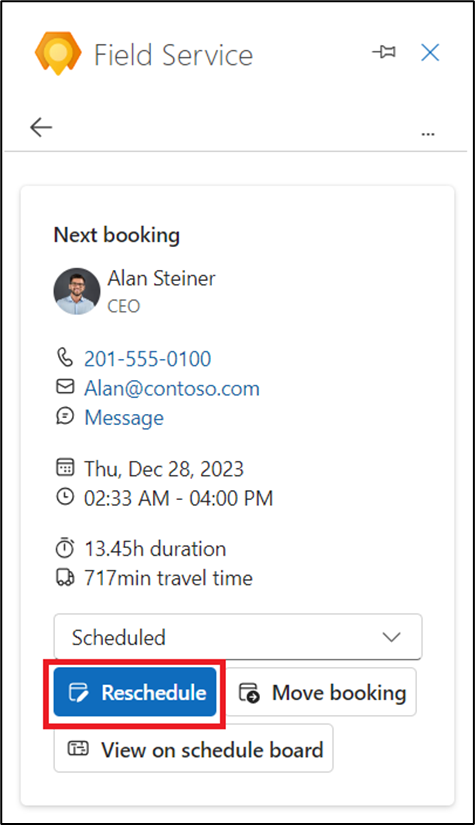 Field Service
...
Next booking
Alan Steiner
CEO
201-555-0100
Alan@contoso.com
Message
Thu, Dec 28, 2023
02:33 AM - 04:00 PM
13.45h duration
717min travel time
Scheduled
Reschedule Move booking
View on schedule board